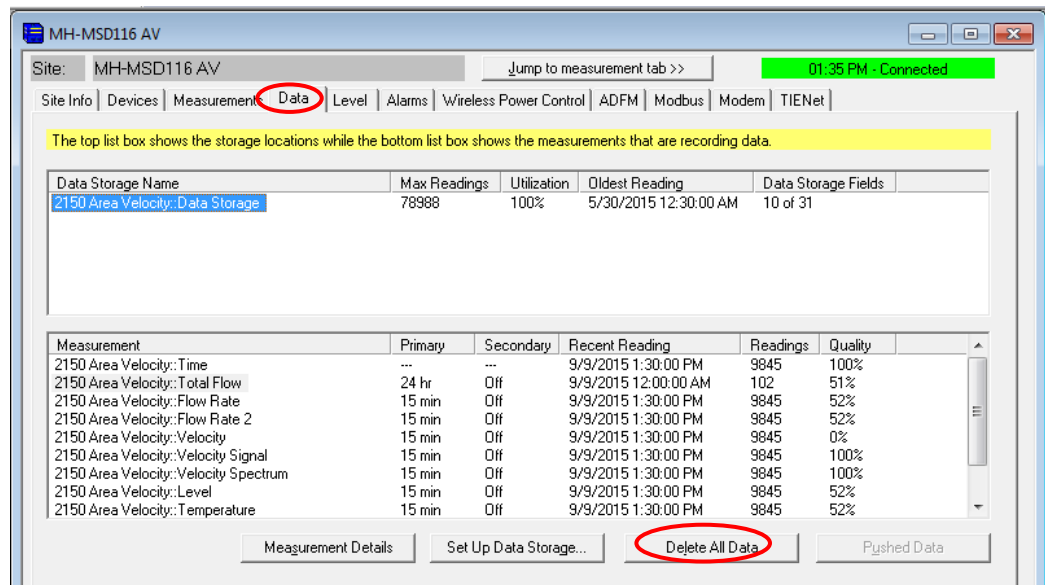 MH-MSD116 AV
Site: MH-MSD116 AV Jump to measurement tab >> 01:35 PM - Connected
Site Info Devices Measurements Data Level Alarms Wireless Power Control ADFM Modbus Modem TIENet
The top list box shows the storage locations while the bottom list box shows the measurements that are recording data.
Data Storage Name Max Readings Utilization Oldest Reading Data Storage Fields
2150 Area Velocity::Data Storage 78988 100% 5/30/2015 12:30:00 AM 10 of 31
Measurement Primary Secondary Recent Reading Readings Quality
2150 Area Velocity::Time --- --- 9/9/2015 1:30:00 PM 9845 100%
2150 Area Velocity::Total Flow 24 hr Off 9/9/2015 12:00:00 AM 102 51%
2150 Area Velocity::Flow Rate 15 min Off 9/9/2015 1:30:00 PM 9845 52%
2150 Area Velocity::Flow Rate 2 15 min Off 9/9/2015 1:30:00 PM 9845 52%
2150 Area Velocity::Velocity 15 min Off 9/9/2015 1:30:00 PM 9845 0%
2150 Area Velocity::Velocity Signal 15 min Off 9/9/2015 1:30:00 PM 9845 100%
2150 Area Velocity::Velocity Spectrum 15 min Off 9/9/2015 1:30:00 PM 9845 100%
2150 Area Velocity::Level 15 min Off 9/9/2015 1:30:00 PM 9845 52%
2150 Area Velocity::Temperature 15 min Off 9/9/2015 1:30:00 PM 9845 52%
Measurement Details Set Up Data Storage... Delete All Data Pushed Data